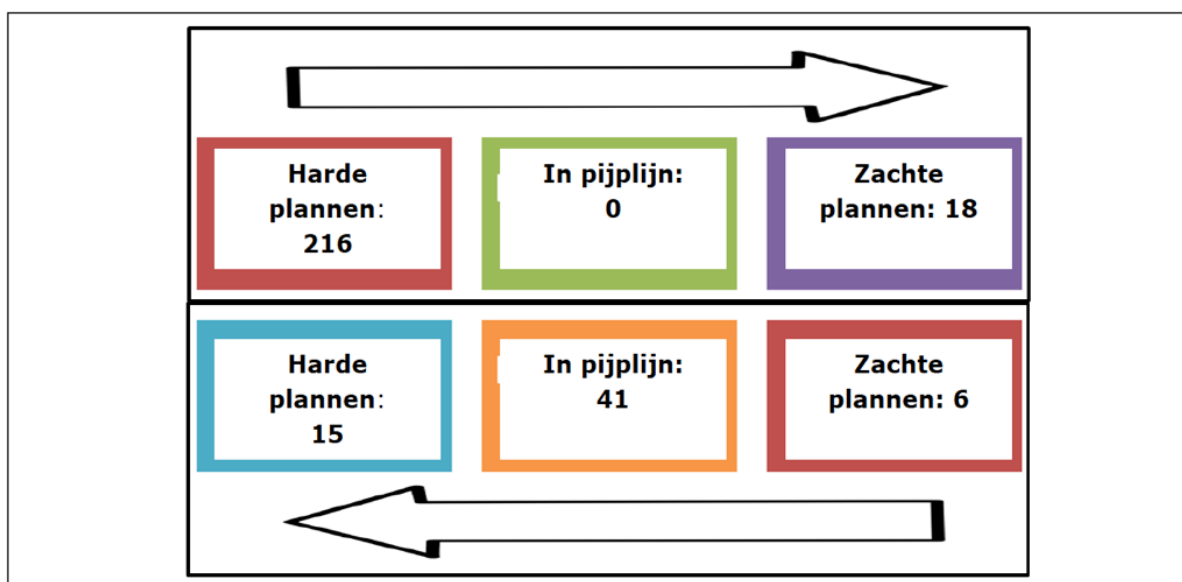 Harde
plannen:
216
In pijplijn:
0
Zachte
plannen: 18
Harde
plannen:
15
In pijplijn:
41
Zachte
plannen: 6